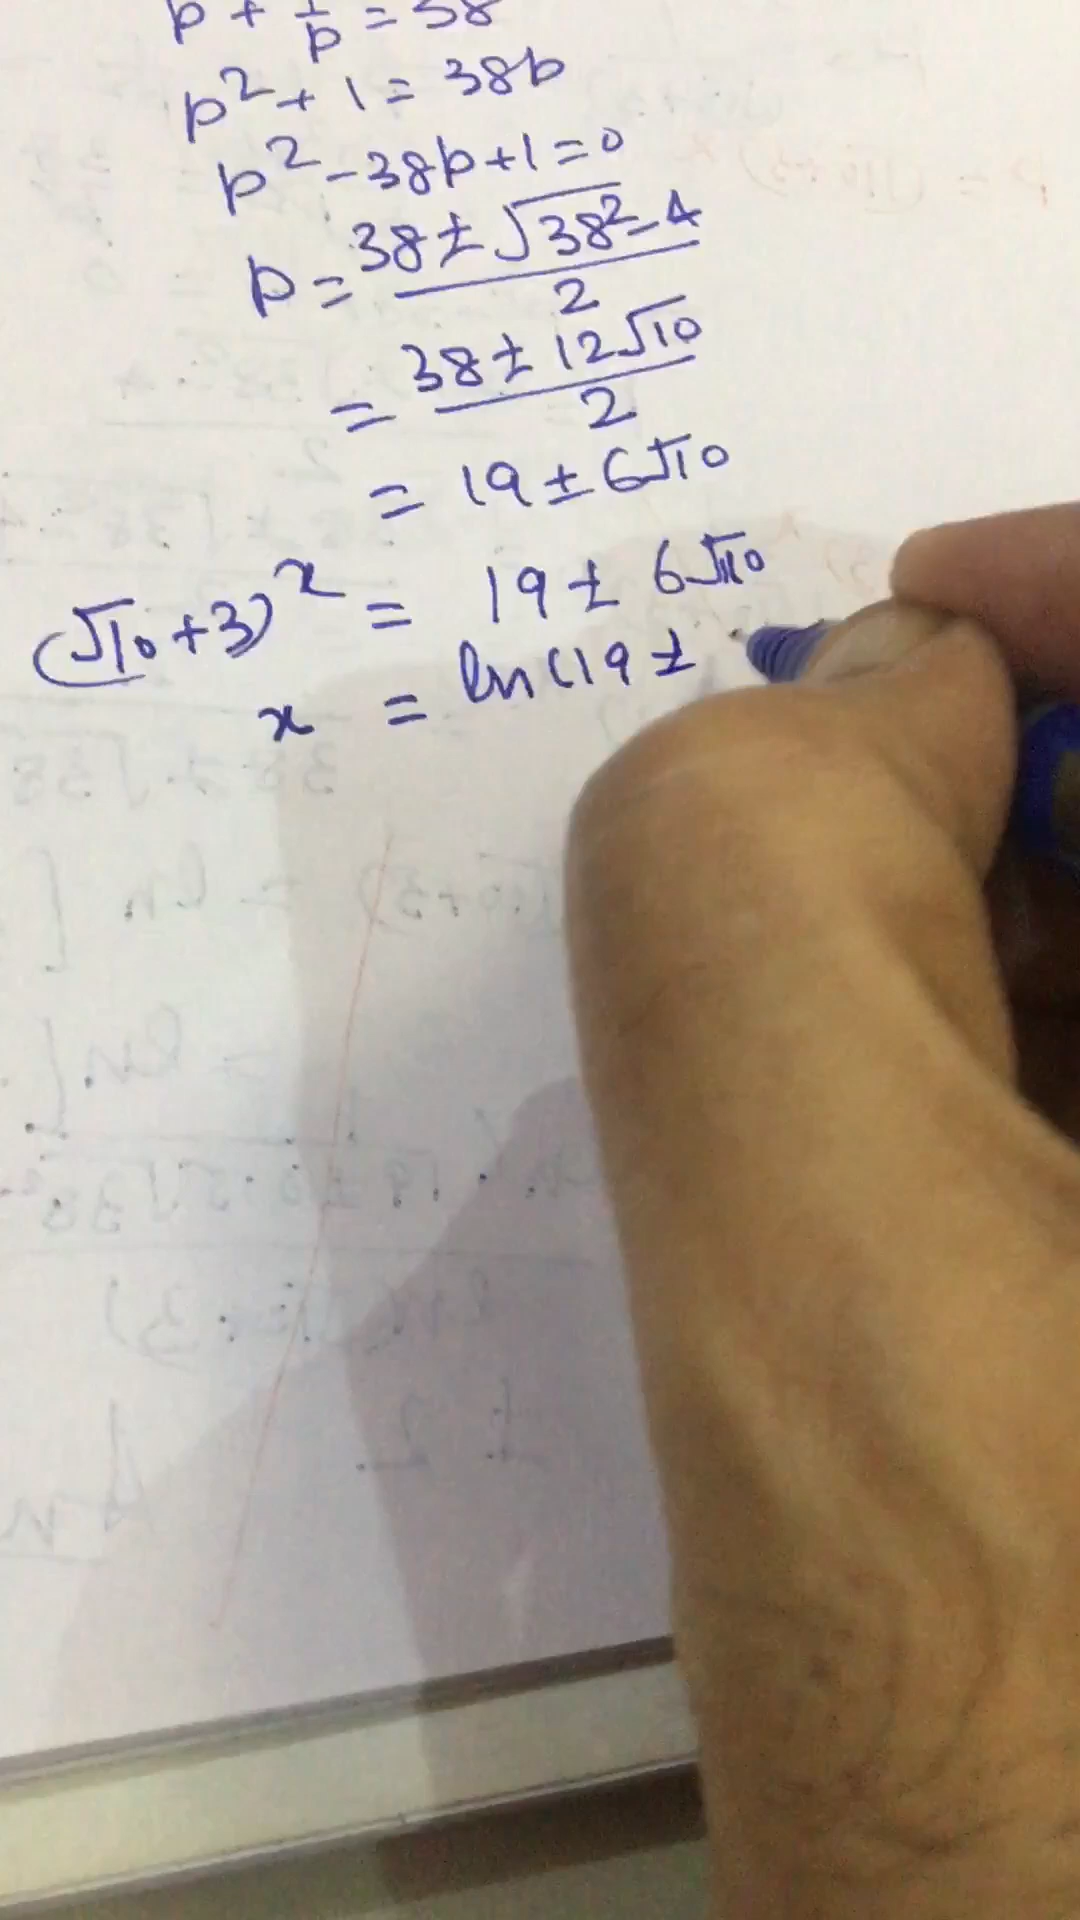 p + 1/p = 38
p² + 1 = 38p
p² - 38p + 1 = 0
p = (38 ± √(38² - 4))/2
= (38 ± 12√10)/2
= 19 ± 6√10
(√10 + 3)^x = 19 ± 6√10
x = ln(19 ±